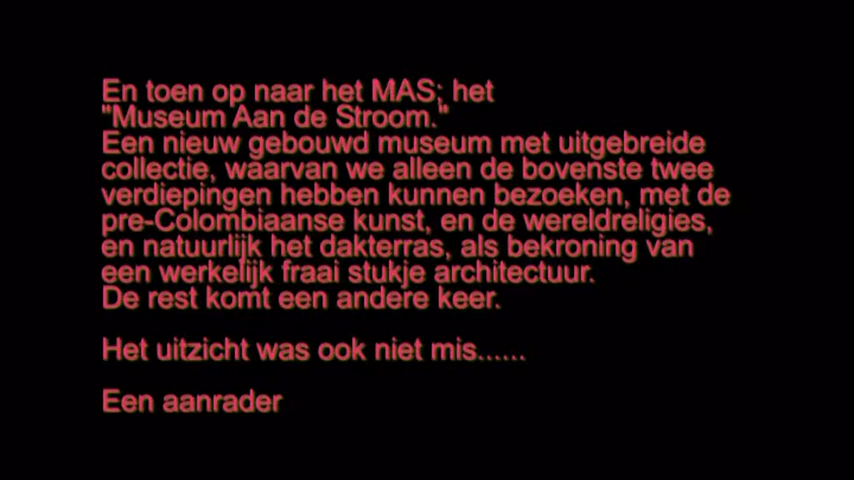 En toen op naar het MAS; het
"Museum Aan de Stroom."
Een nieuw gebouwd museum met uitgebreide
collectie, waarvan we alleen de bovenste twee
verdiepingen hebben kunnen bezoeken, met de
pre-Colombiaanse kunst, en de wereldreligies,
en natuurlijk het dakterras, als bekroning van
een werkelijk fraai stukje architectuur.
De rest komt een andere keer.
Het uitzicht was ook niet mis......
Een aanrader